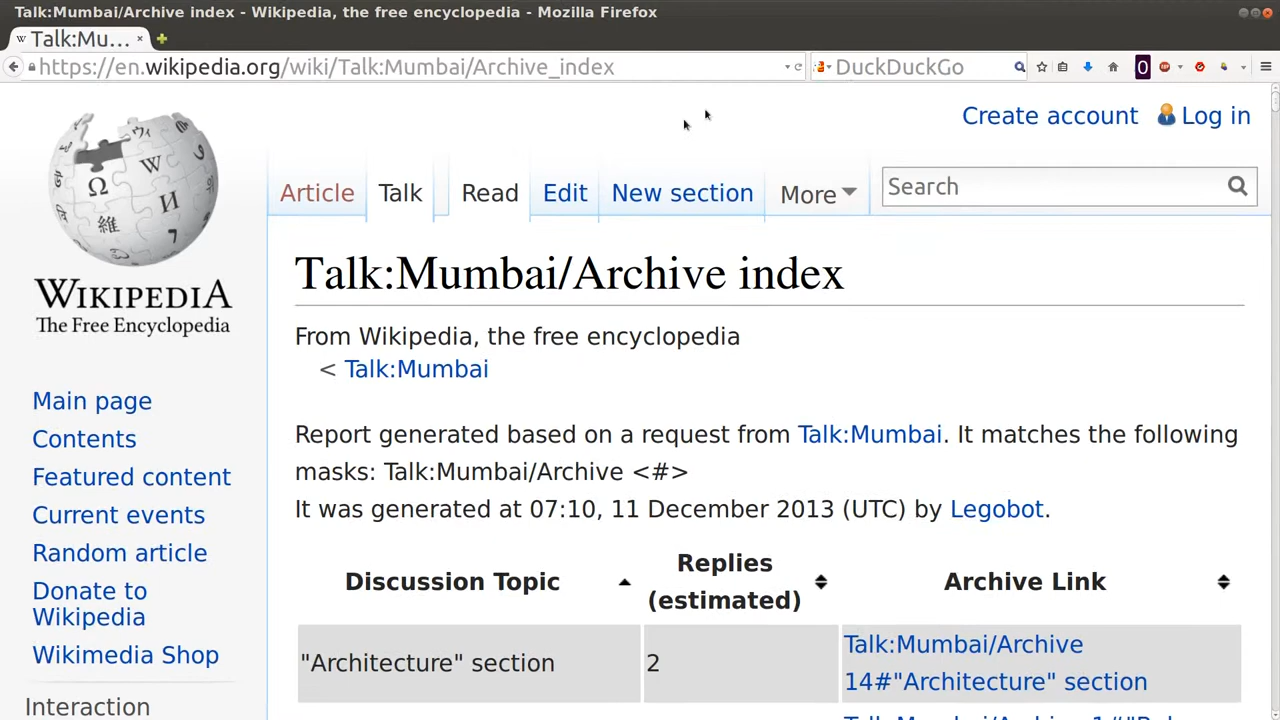 Talk:Mumbai/Archive index - Wikipedia, the free encyclopedia - Mozilla Firefox
Talk:Mu...
https://en.wikipedia.org/wiki/Talk:Mumbai/Archive_index
DuckDuckGo
Create account Log in
Article Talk Read Edit New section More Search
WIKIPEDIA
The Free Encyclopedia
Main page
Contents
Featured content
Current events
Random article
Donate to
Wikipedia
Wikimedia Shop
Interaction
Talk:Mumbai/Archive index
From Wikipedia, the free encyclopedia
< Talk:Mumbai
Report generated based on a request from Talk:Mumbai. It matches the following
masks: Talk:Mumbai/Archive <#>
It was generated at 07:10, 11 December 2013 (UTC) by Legobot.
Discussion Topic
Replies
(estimated)
Archive Link
"Architecture" section
2
Talk:Mumbai/Archive
14#"Architecture" section